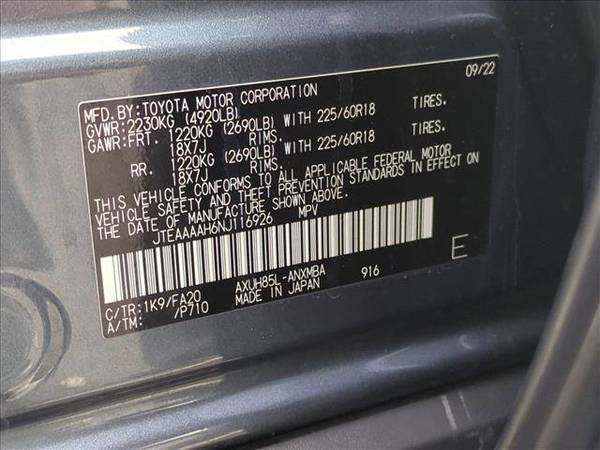 09/22
MFD. BY: TOYOTA MOTOR CORPORATION
GVWR: 2230KG (4920LB)
GAWR: FRT. 1220KG (2690LB) WITH 225/60R18 TIRES,
18X7J RIMS.
RR. 1220KG (2690LB) WITH 225/60R18 TIRES,
18X7J RIMS.
THIS VEHICLE CONFORMS TO ALL APPLICABLE FEDERAL MOTOR
VEHICLE SAFETY AND THEFT PREVENTION STANDARDS IN EFFECT ON
THE DATE OF MANUFACTURE SHOWN ABOVE.
JTEAAAAH6NJ116926 MPV
E
C/TR: 1K9/FA20 AXUH85L-ANXMBA 916
A/TM: /P710 MADE IN JAPAN